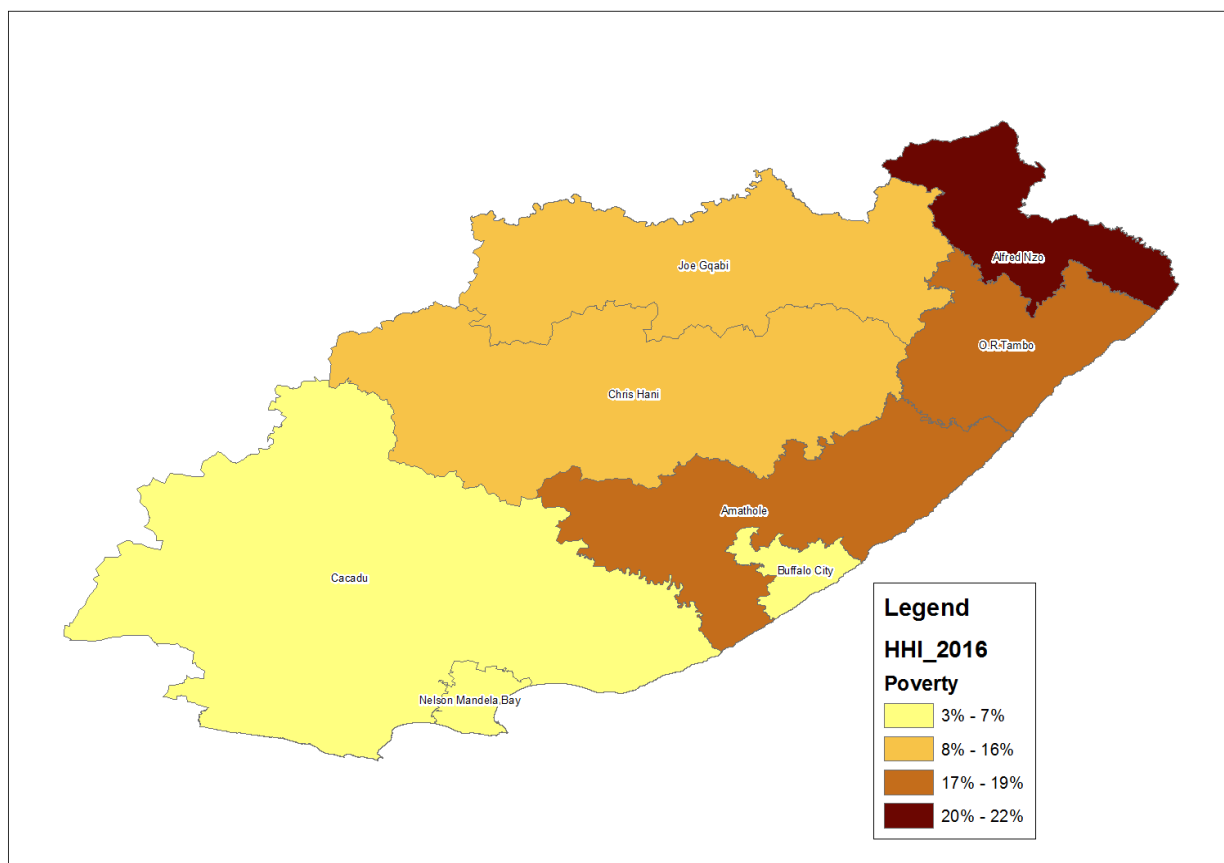 Alfred Nzo
Joe Gqabi
O.R.Tambo
Chris Hani
Amathole
Buffalo City
Cacadu
Nelson Mandela Bay
Legend
HHI_2016
Poverty
3% - 7%
8% - 16%
17% - 19%
20% - 22%